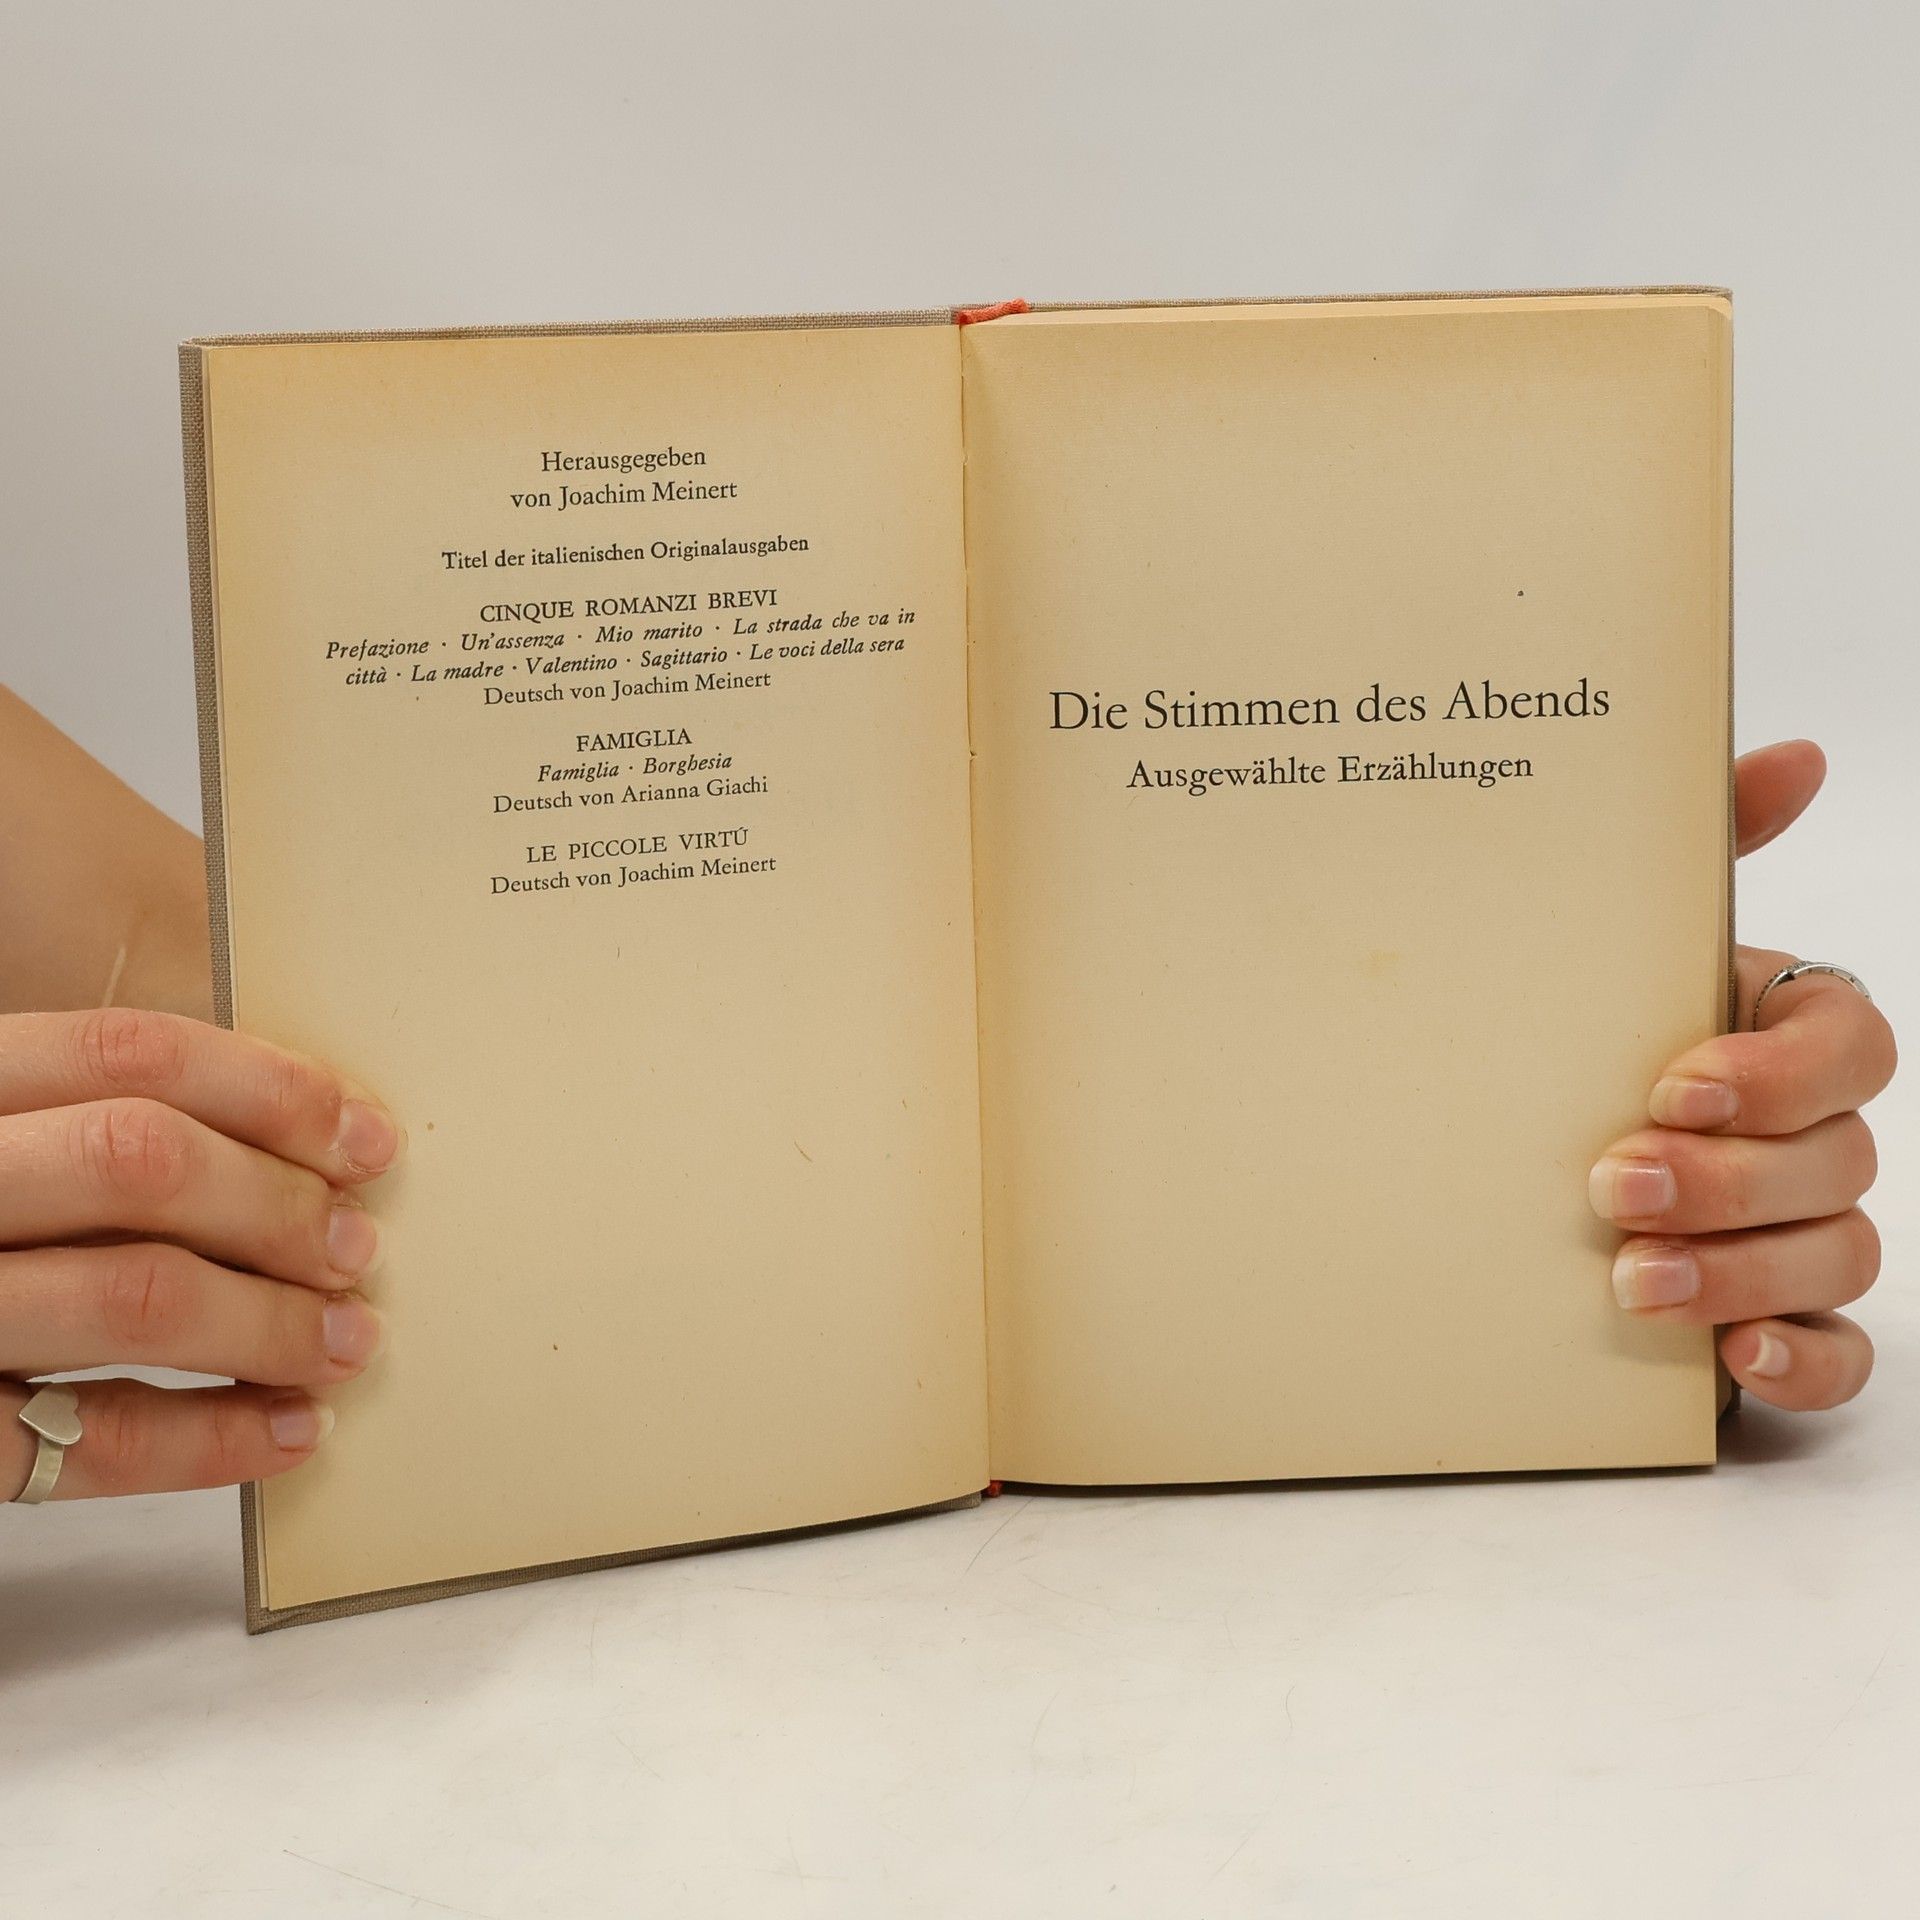 Herausgegeben
von Joachim Meinert
Titel der italienischen Originalausgaben
CINQUE ROMANZI BREVI
Prefazione · Un'assenza · Mio marito · La strada che va in
città · La madre · Valentino · Sagittario · Le voci della sera
Deutsch von Joachim Meinert
FAMIGLIA
Famiglia · Borghesia
Deutsch von Arianna Giachi
LE PICCOLE VIRTÚ
Deutsch von Joachim Meinert
Die Stimmen des Abends
Ausgewählte Erzählungen